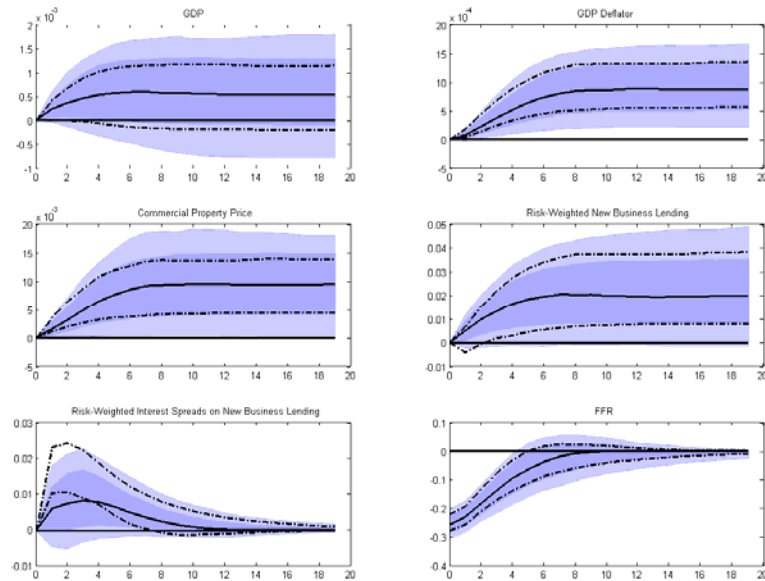 GDP
x 10⁻³
2
1.5
1
0.5
0
-0.5
-1
0 2 4 6 8 10 12 14 16 18 20
GDP Deflator
x 10⁻⁴
20
15
10
5
0
-5
0 2 4 6 8 10 12 14 16 18 20
Commercial Property Price
x 10⁻³
20
15
10
5
0
-5
0 2 4 6 8 10 12 14 16 18 20
Risk-Weighted New Business Lending
0.05
0.04
0.03
0.02
0.01
0
-0.01
0 2 4 6 8 10 12 14 16 18 20
Risk-Weighted Interest Spreads on New Business Lending
0.03
0.02
0.01
0
-0.01
0 2 4 6 8 10 12 14 16 18 20
FFR
0.1
0
-0.1
-0.2
-0.3
-0.4
0 2 4 6 8 10 12 14 16 18 20